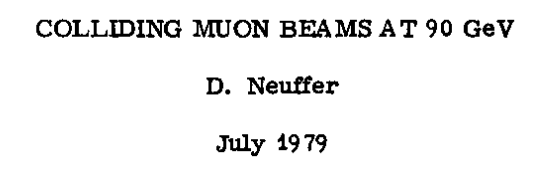 COLLIDING MUON BEAMS AT 90 GeV
D. Neuffer
July 1979